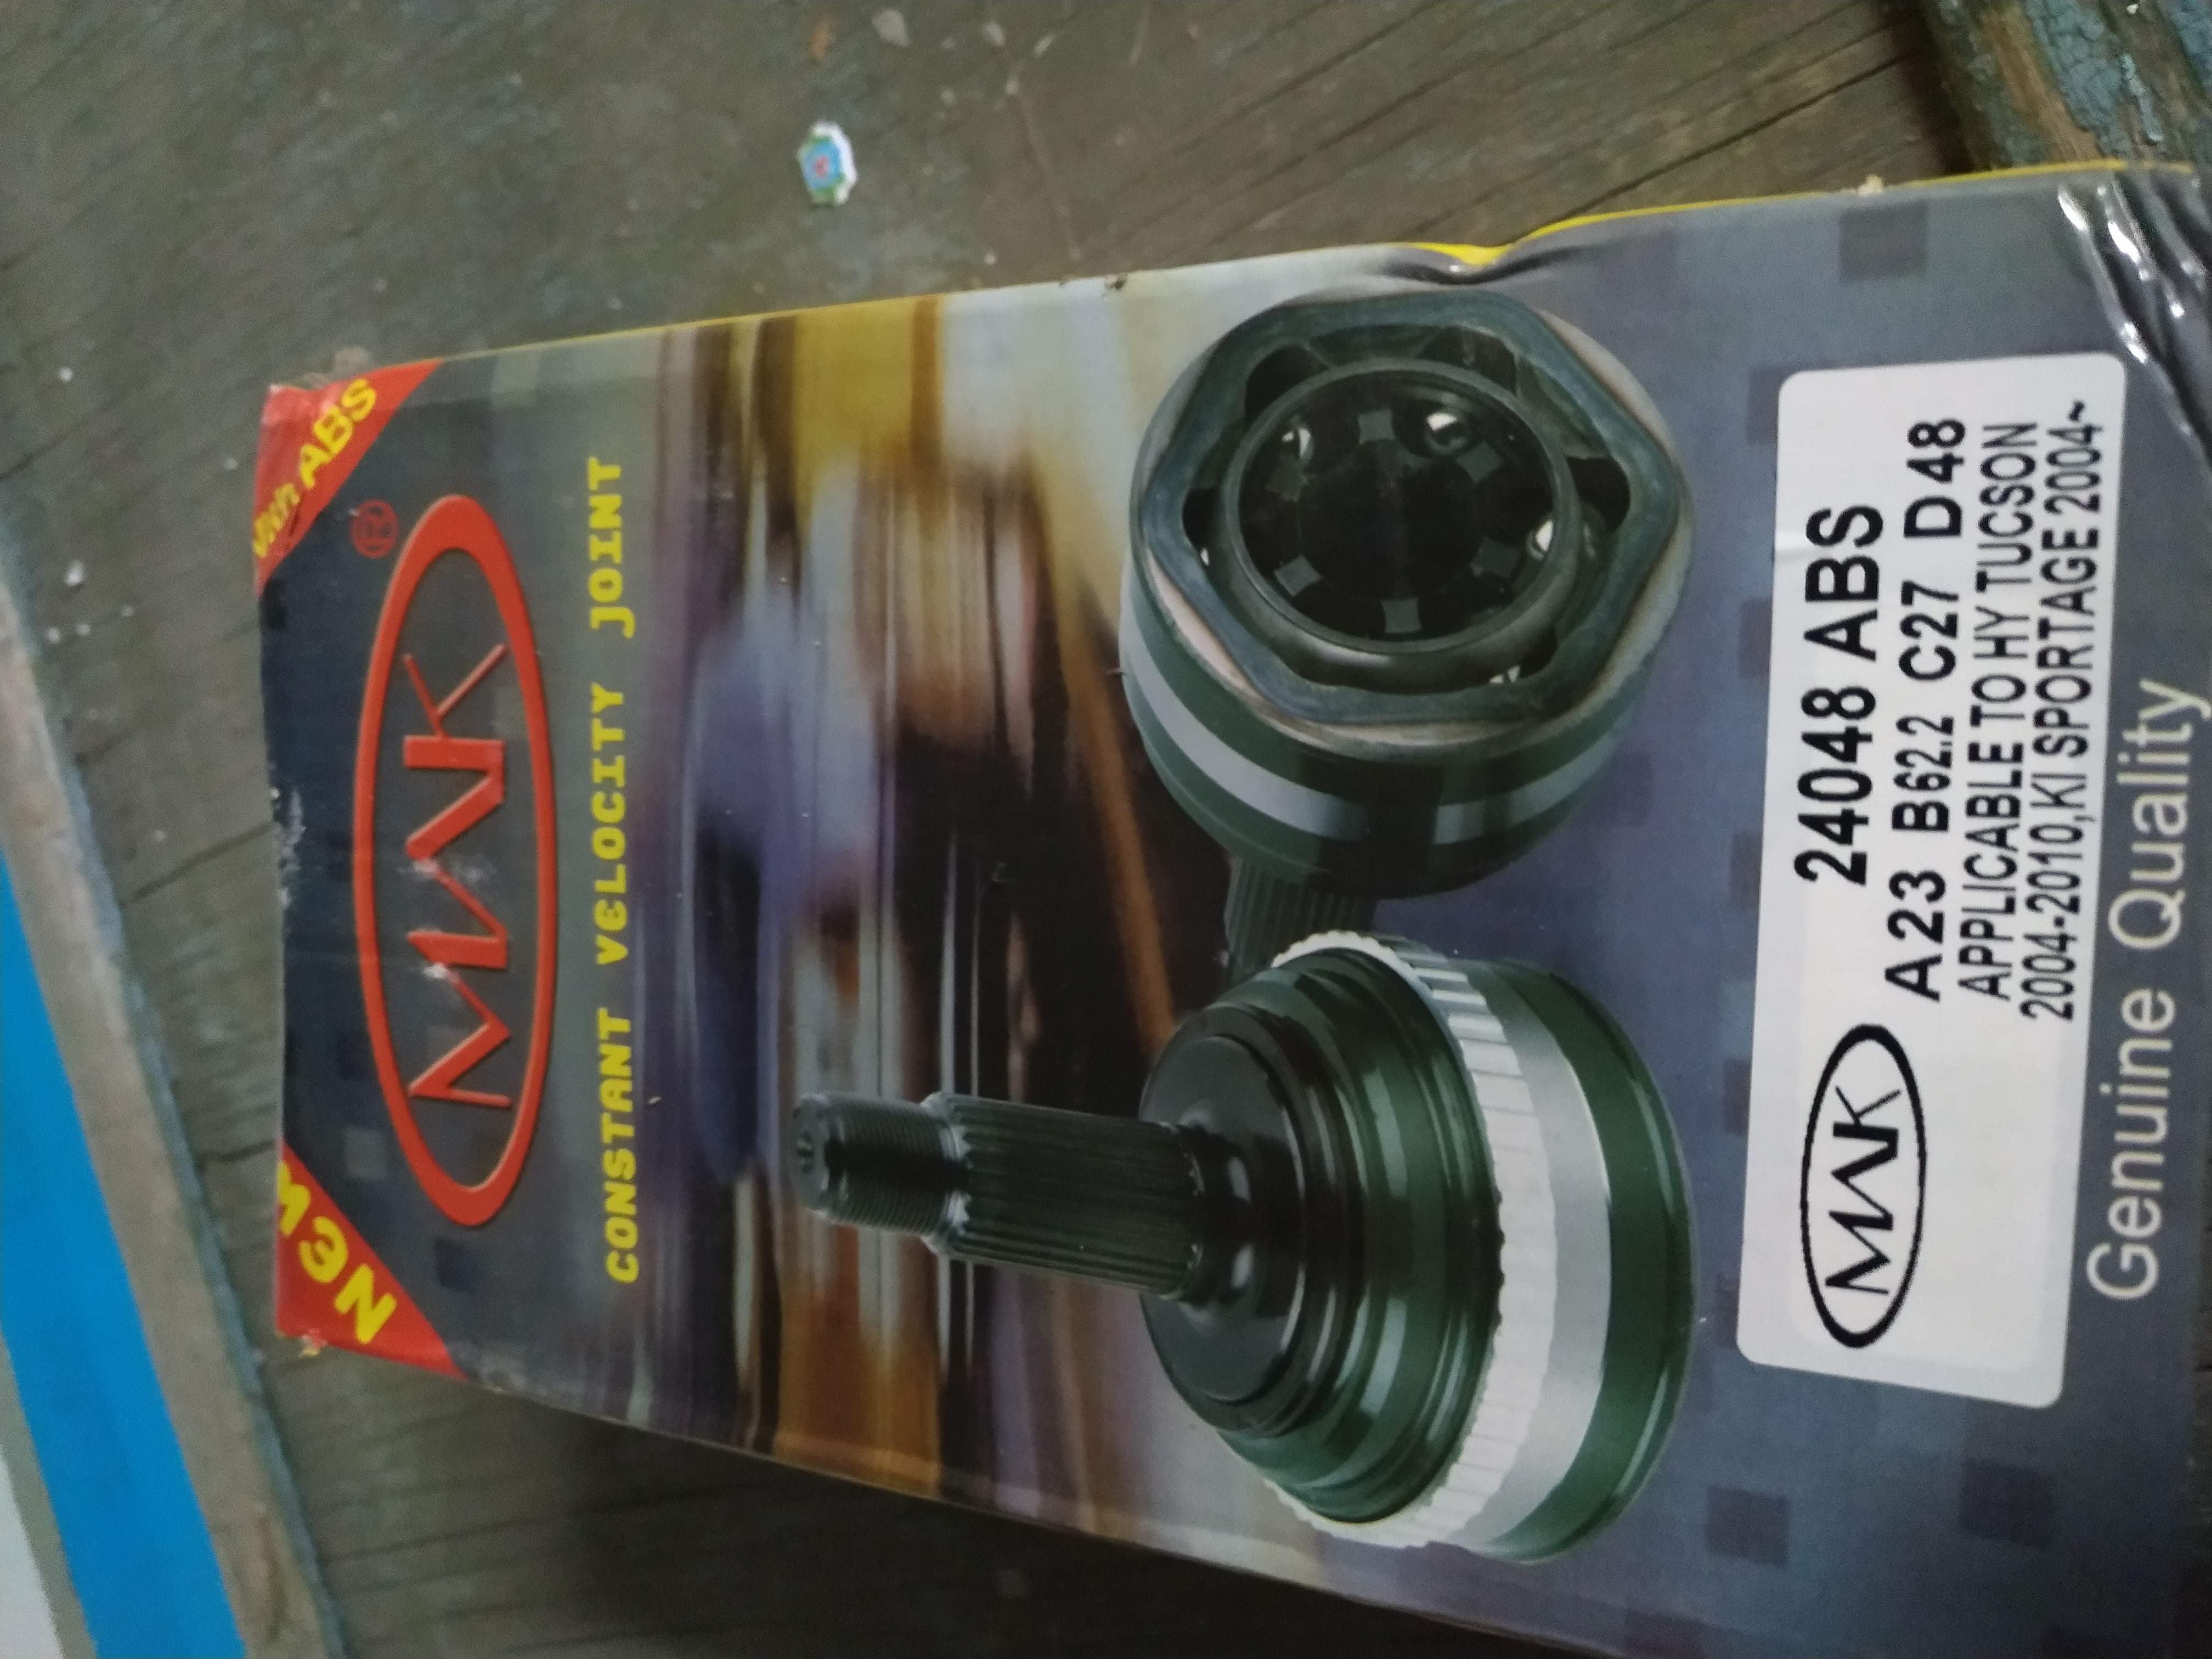 NEW
With ABS
MAK®
CONSTANT VELOCITY JOINT
MAK
24048 ABS
A23 B62.2 C27 D48
APPLICABLE TO HY TUCSON
2004-2010,KI SPORTAGE 2004~
Genuine Quality